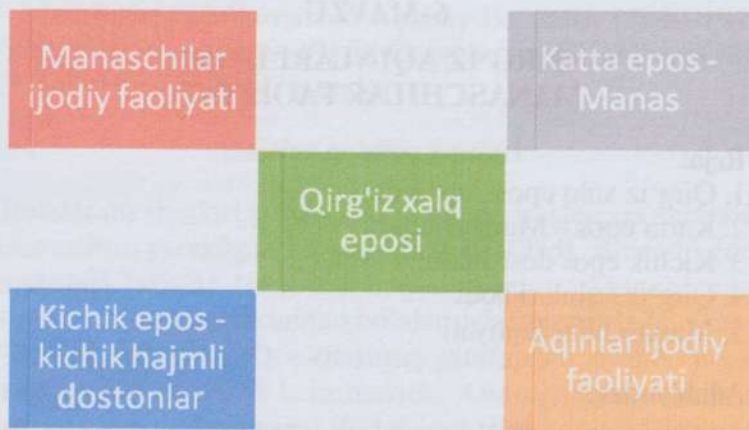 Manaschilar
ijodiy faoliyati
Katta epos -
Manas
Qirg'iz xalq
eposi
Kichik epos -
kichik hajmli
dostonlar
Aqinlar ijodiy
faoliyati